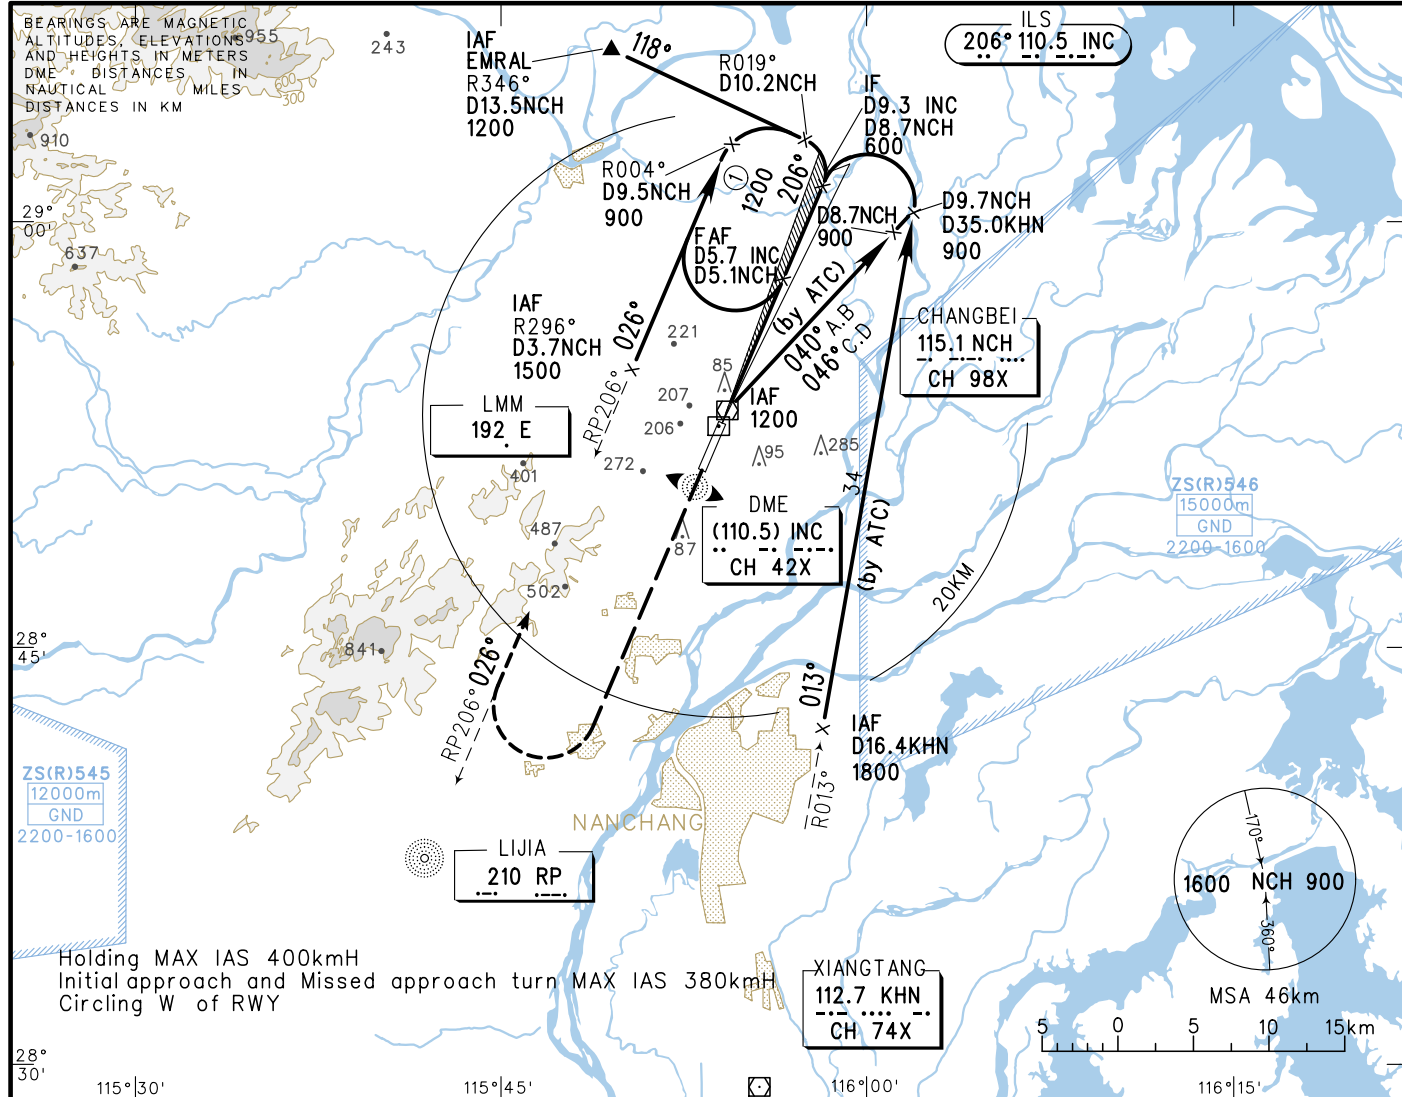 BEARINGS ARE MAGNETIC
ALTITUDES, ELEVATIONS
AND HEIGHTS IN METERS
DME DISTANCES IN
NAUTICAL MILES
DISTANCES IN KM
955
600
300
243
910
637
IAF
EMRAL
R346°
D13.5NCH
1200
118°
R019°
D10.2NCH
ILS
206° 110.5 INC
IF
D9.3 INC
D8.7NCH
600
R004°
D9.5NCH
900
1
1200
206°
D8.7NCH
900
D9.7NCH
D35.0KHN
900
29°
00'
FAF
D5.7 INC
D5.1NCH
(by ATC)
040° A.B
046° C.D
IAF
R296°
D3.7NCH
1500
026°
RP206°
221
85
207
206
272
95
285
87
CHANGBEI
115.1 NCH
CH 98X
LMM
192 E
IAF
1200
401
487
502
841
DME
(110.5) INC
CH 42X
34
(by ATC)
20KM
ZS(R)546
15000m
GND
2200-1600
28°
45'
026°
RP206°
013°
R013°
IAF
D16.4KHN
1800
ZS(R)545
12000m
GND
2200-1600
NANCHANG
LIJIA
210 RP
170°
1600 NCH 900
360°
MSA 46km
Holding MAX IAS 400kmH
Initial approach and Missed approach turn MAX IAS 380kmH
Circling W of RWY
XIANGTANG
112.7 KHN
CH 74X
5 0 5 10 15km
28°
30'
115°30' 115°45' 116°00' 116°15'